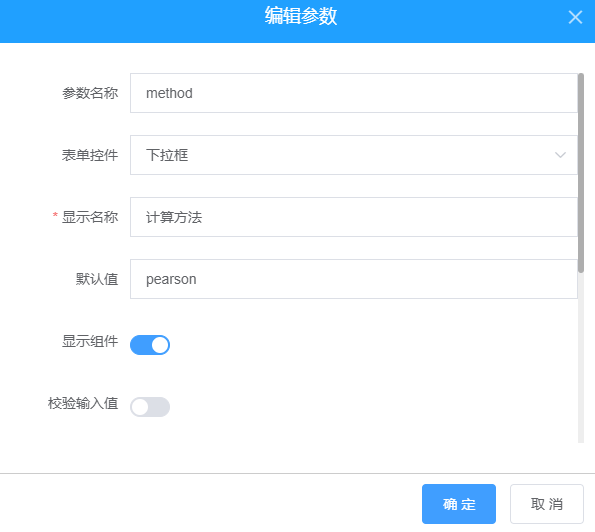 编辑参数
参数名称 method
表单控件 下拉框
* 显示名称 计算方法
默认值 pearson
显示组件
校验输入值
确 定 取 消